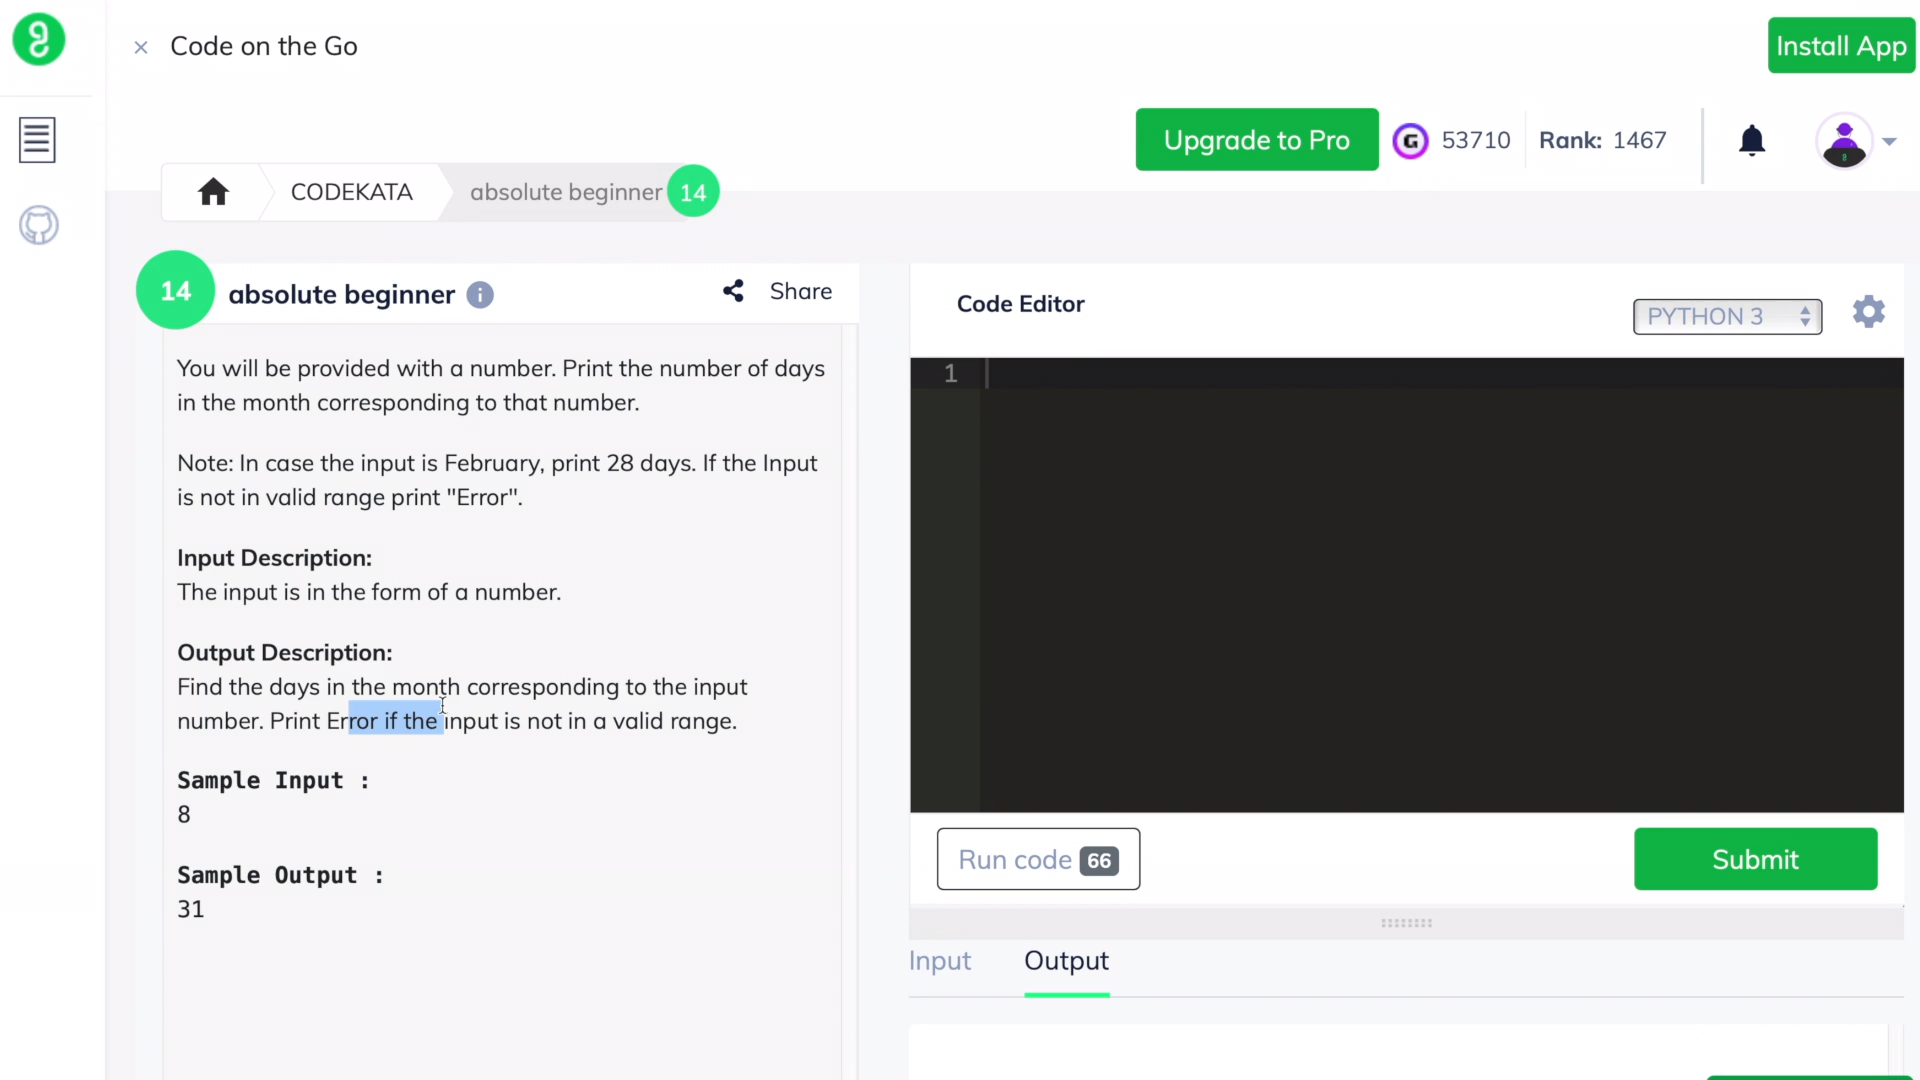 Code on the Go
Install App
Upgrade to Pro
G
53710
Rank: 1467
CODEKATA
absolute beginner
14
14
absolute beginner
i
Share
You will be provided with a number. Print the number of days
in the month corresponding to that number.
Note: In case the input is February, print 28 days. If the Input
is not in valid range print "Error".
Input Description:
The input is in the form of a number.
Output Description:
Find the days in the month corresponding to the input
number. Print Error if the input is not in a valid range.
Sample Input :
8
Sample Output :
31
Code Editor
PYTHON 3
1
Run code 66
Submit
Input
Output